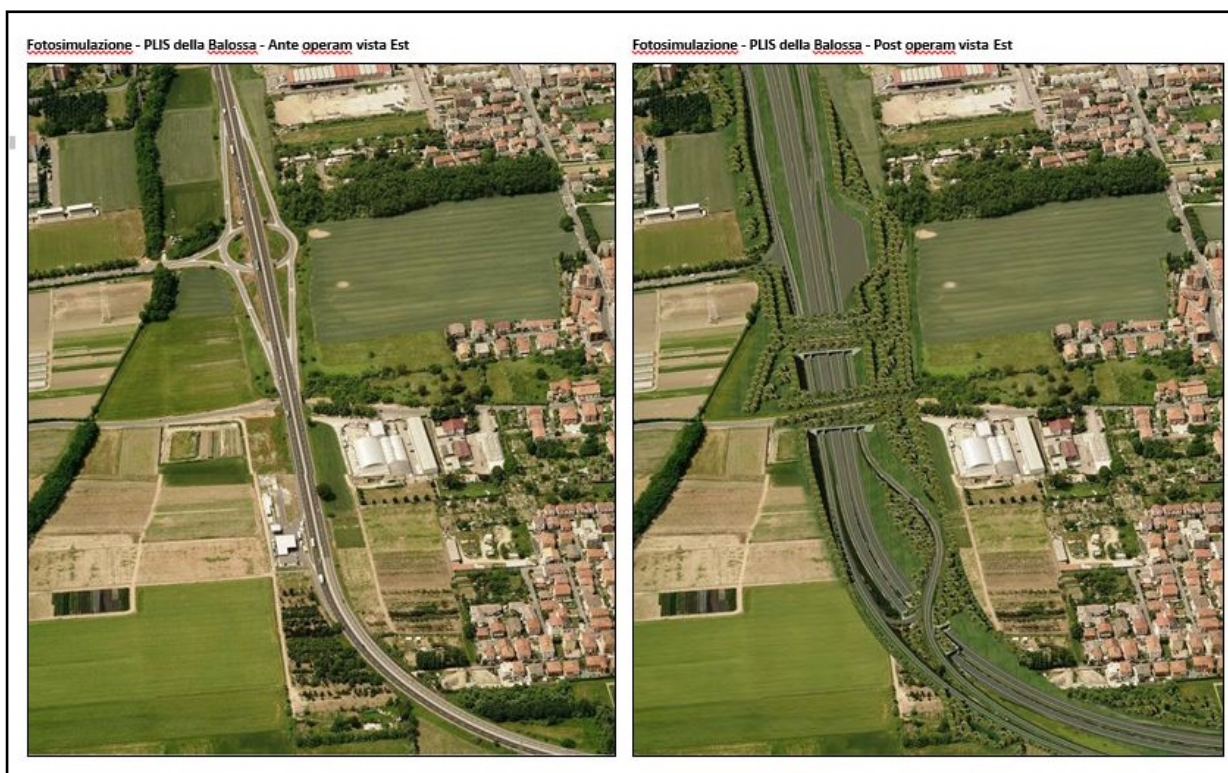 Fotosimulazione - PLIS della Balossa - Ante operam vista Est
Fotosimulazione - PLIS della Balossa - Post operam vista Est